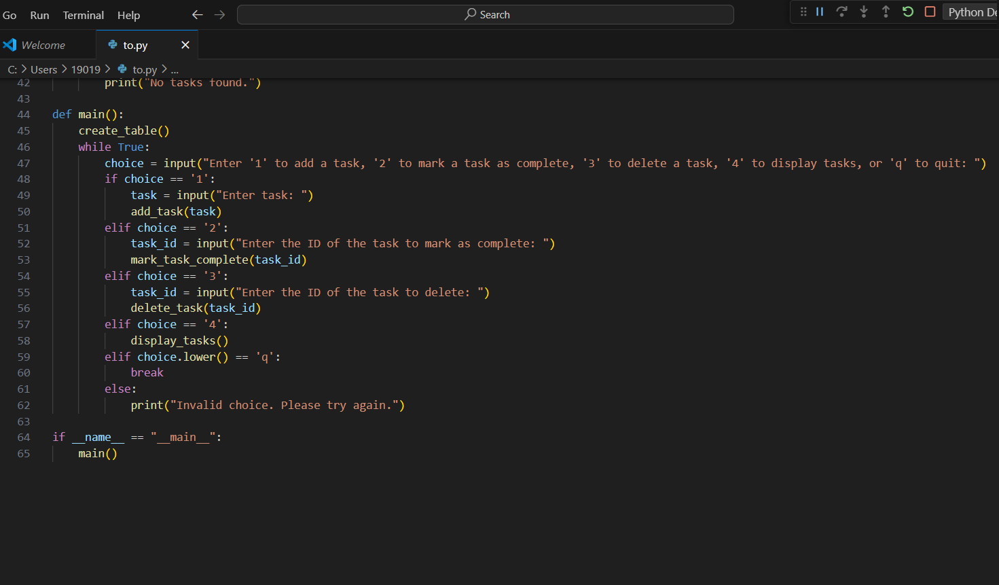 Go Run Terminal Help Search Python De
Welcome to.py
C: > Users > 19019 > to.py > ...
42 print("No tasks found.")
43
44 def main():
45     create_table()
46     while True:
47         choice = input("Enter '1' to add a task, '2' to mark a task as complete, '3' to delete a task, '4' to display tasks, or 'q' to quit: ")
48         if choice == '1':
49             task = input("Enter task: ")
50             add_task(task)
51         elif choice == '2':
52             task_id = input("Enter the ID of the task to mark as complete: ")
53             mark_task_complete(task_id)
54         elif choice == '3':
55             task_id = input("Enter the ID of the task to delete: ")
56             delete_task(task_id)
57         elif choice == '4':
58             display_tasks()
59         elif choice.lower() == 'q':
60             break
61         else:
62             print("Invalid choice. Please try again.")
63
64 if __name__ == "__main__":
65     main()